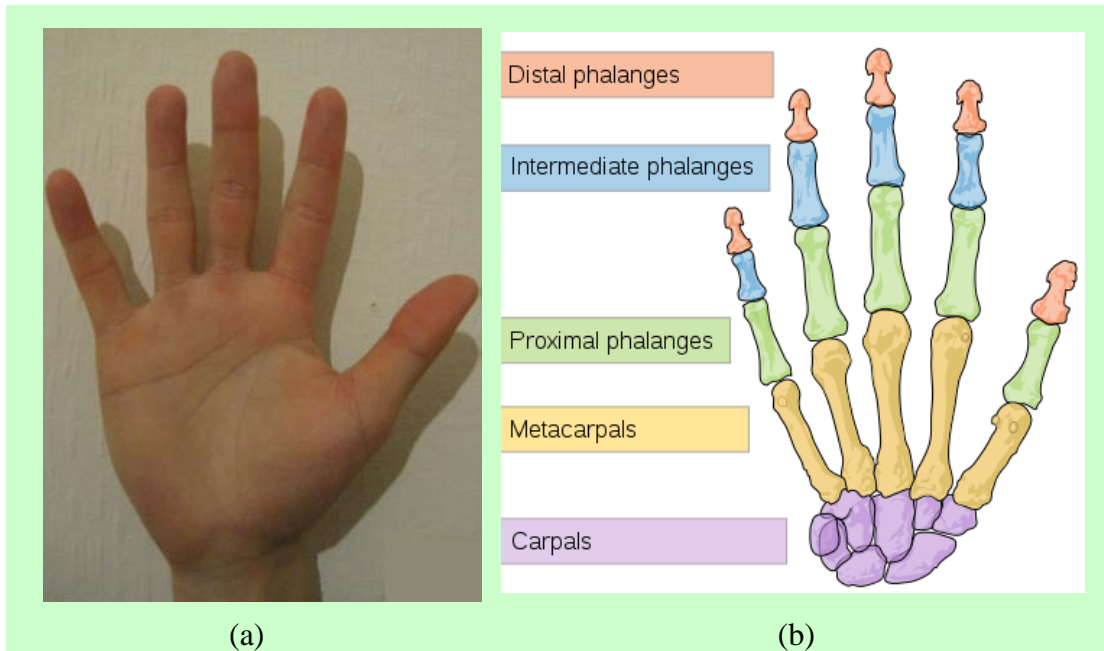 Distal phalanges
Intermediate phalanges
Proximal phalanges
Metacarpals
Carpals
(a)
(b)